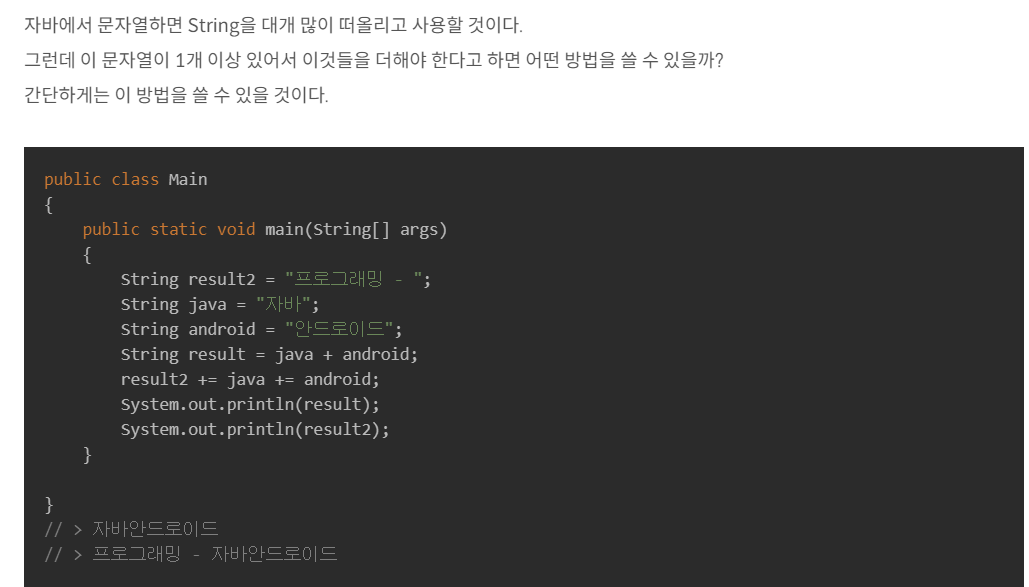 자바에서 문자열하면 String을 대개 많이 떠올리고 사용할 것이다.
그런데 이 문자열이 1개 이상 있어서 이것들을 더해야 한다고 하면 어떤 방법을 쓸 수 있을까?
간단하게는 이 방법을 쓸 수 있을 것이다.
public class Main
{
    public static void main(String[] args)
    {
        String result2 = "프로그래밍 - ";
        String java = "자바";
        String android = "안드로이드";
        String result = java + android;
        result2 += java += android;
        System.out.println(result);
        System.out.println(result2);
    }
}
// > 자바안드로이드
// > 프로그래밍 - 자바안드로이드